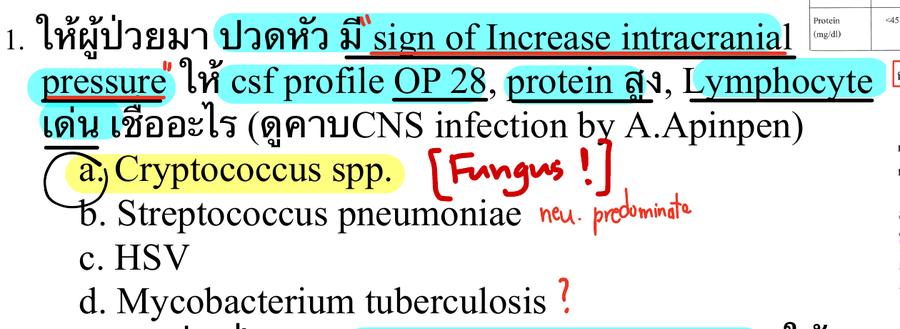 Protein <45
(mg/dl)
1. ให้ผู้ป่วยมา ปวดหัว มี"sign of Increase intracranial
pressure" ให้ csf profile OP 28, protein สูง, Lymphocyte
เด่น เชื้ออะไร (ดูคาบCNS infection by A.Apinpen)
a. Cryptococcus spp. [Fungus !]
b. Streptococcus pneumoniae neu. predominate
c. HSV
d. Mycobacterium tuberculosis ?